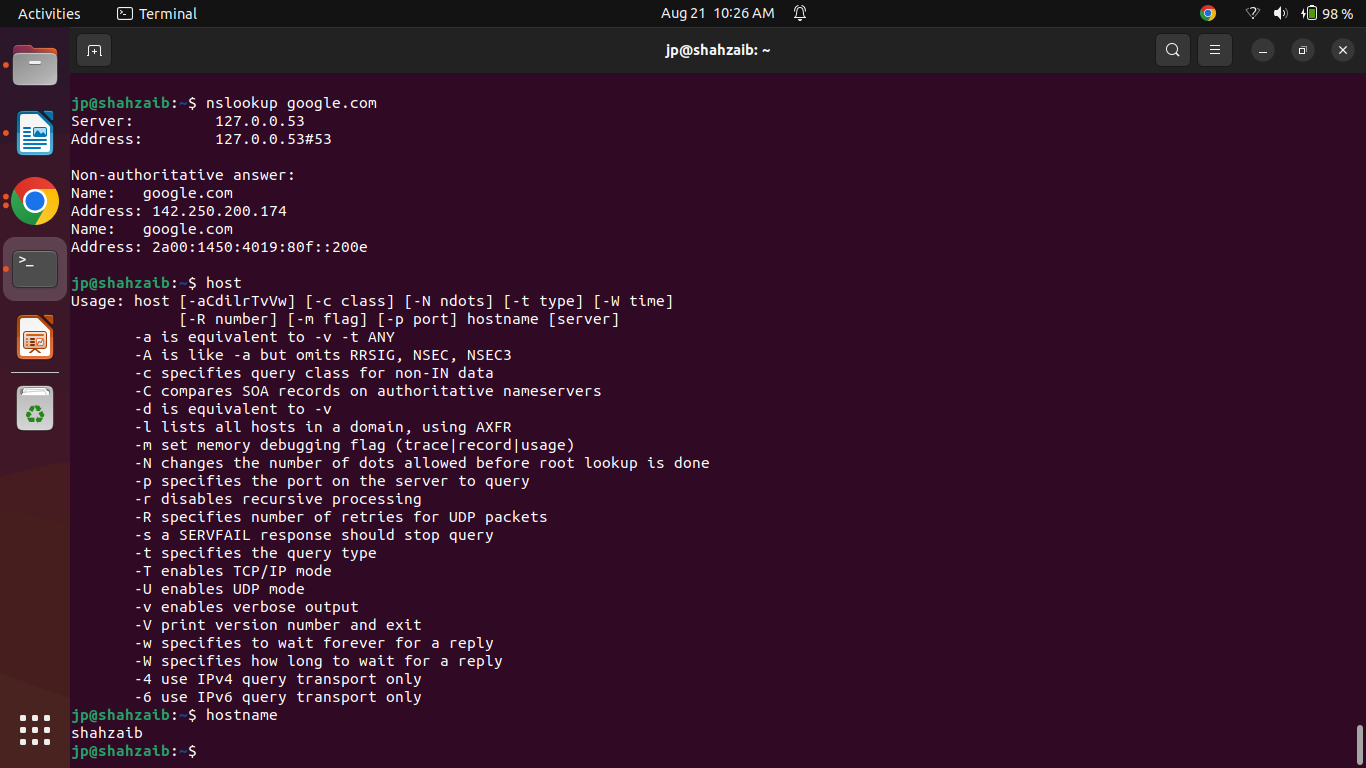 Activities
Terminal
Aug 21 10:26 AM
98 %
jp@shahzaib: ~
jp@shahzaib:~$ nslookup google.com
Server:         127.0.0.53
Address:        127.0.0.53#53
Non-authoritative answer:
Name:   google.com
Address: 142.250.200.174
Name:   google.com
Address: 2a00:1450:4019:80f::200e
jp@shahzaib:~$ host
Usage: host [-aCdilrTvVw] [-c class] [-N ndots] [-t type] [-W time]
            [-R number] [-m flag] [-p port] hostname [server]
       -a is equivalent to -v -t ANY
       -A is like -a but omits RRSIG, NSEC, NSEC3
       -c specifies query class for non-IN data
       -C compares SOA records on authoritative nameservers
       -d is equivalent to -v
       -l lists all hosts in a domain, using AXFR
       -m set memory debugging flag (trace|record|usage)
       -N changes the number of dots allowed before root lookup is done
       -p specifies the port on the server to query
       -r disables recursive processing
       -R specifies number of retries for UDP packets
       -s a SERVFAIL response should stop query
       -t specifies the query type
       -T enables TCP/IP mode
       -U enables UDP mode
       -v enables verbose output
       -V print version number and exit
       -w specifies to wait forever for a reply
       -W specifies how long to wait for a reply
       -4 use IPv4 query transport only
       -6 use IPv6 query transport only
jp@shahzaib:~$ hostname
shahzaib
jp@shahzaib:~$